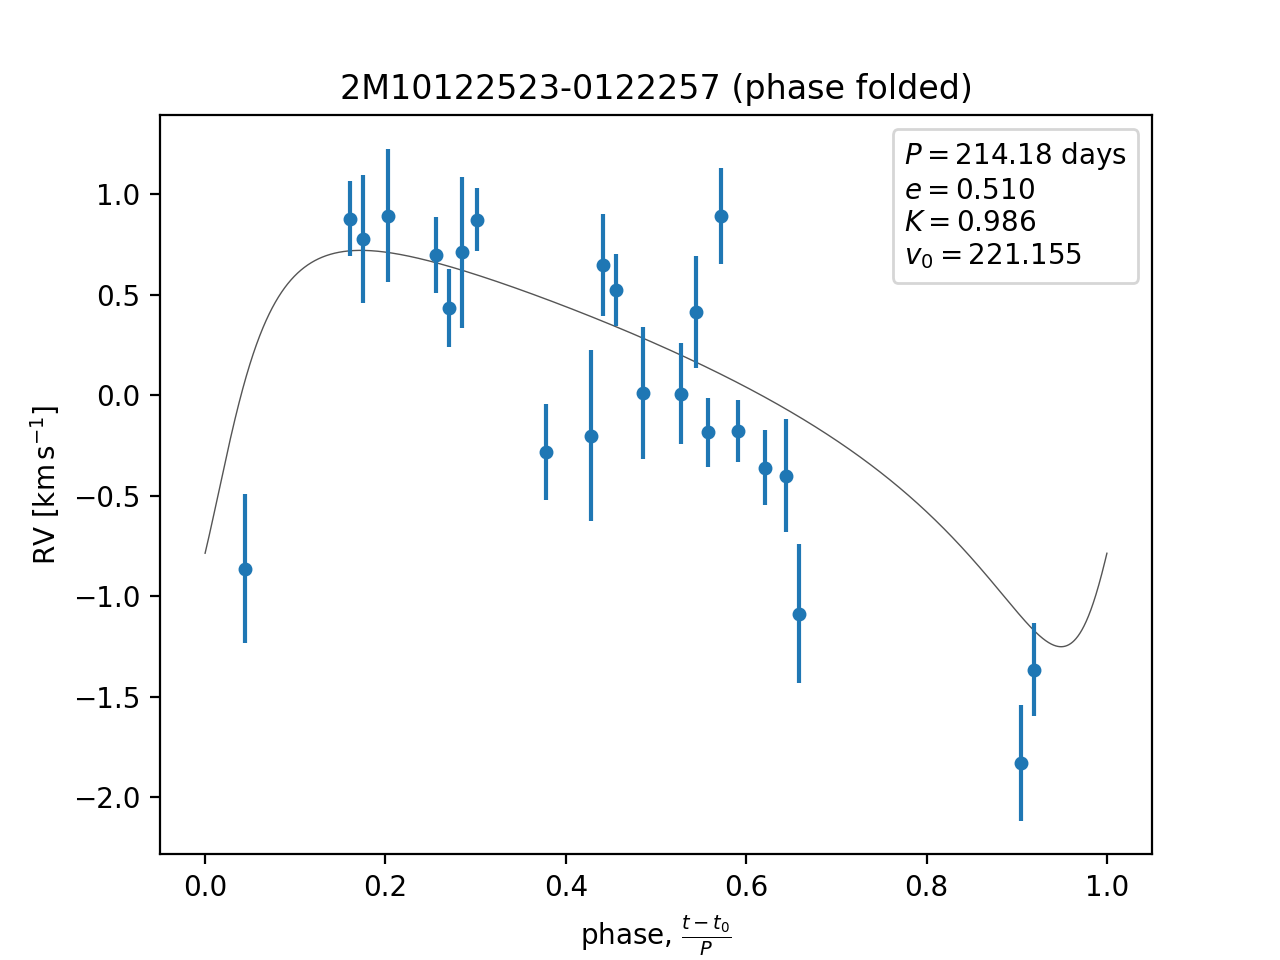 2M10122523-0122257 (phase folded)
P = 214.18 days
e = 0.510
K = 0.986
v₀ = 221.155
1.0
0.5
0.0
−0.5
−1.0
−1.5
−2.0
RV [km s⁻¹]
0.0 0.2 0.4 0.6 0.8 1.0
phase, (t − t₀)/P